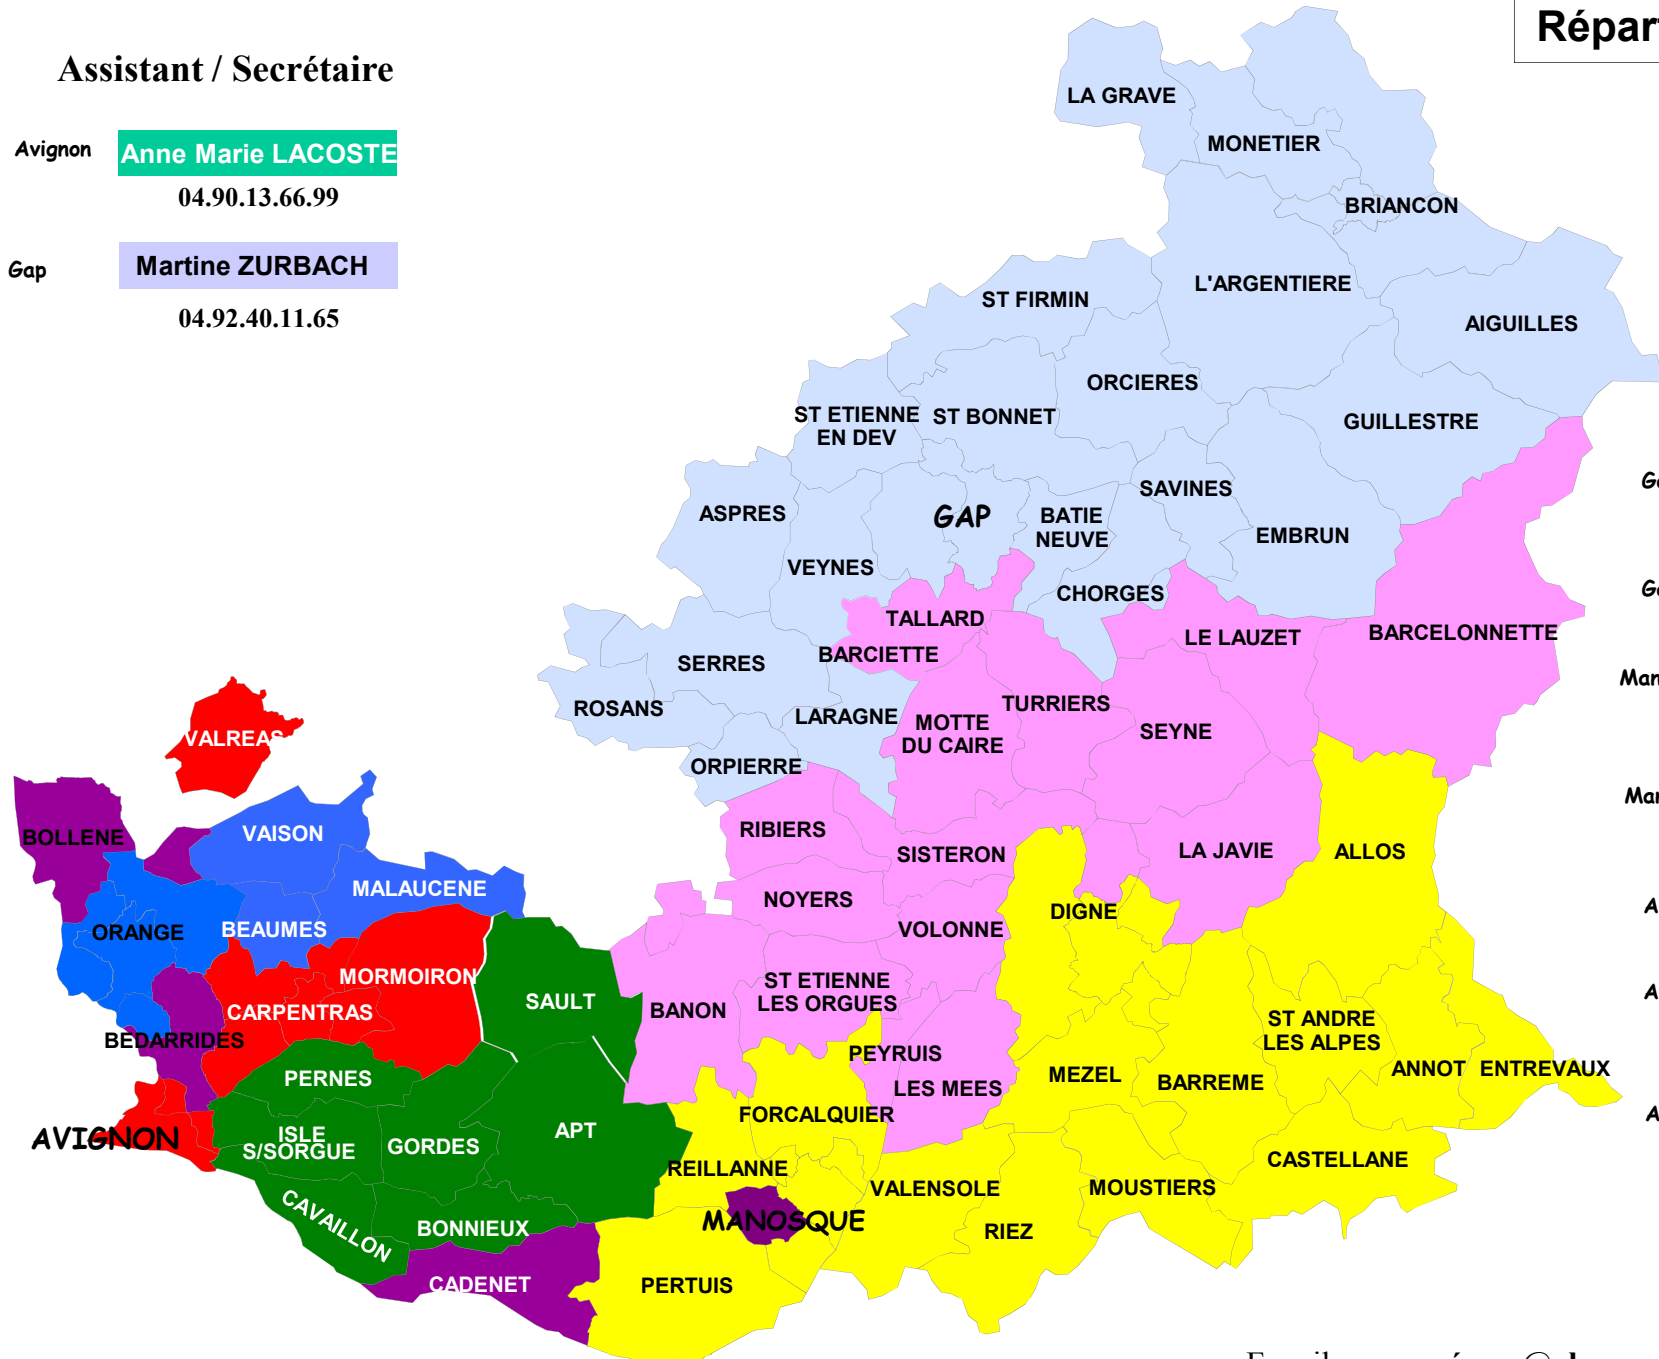 Répar
Assistant / Secrétaire
Avignon
Anne Marie LACOSTE
04.90.13.66.99
Gap
Martine ZURBACH
04.92.40.11.65
LA GRAVE
MONETIER
BRIANCON
L'ARGENTIERE
ST FIRMIN
AIGUILLES
ORCIERES
ST ETIENNE
EN DEV
ST BONNET
GUILLESTRE
SAVINES
ASPRES
GAP
BATIE
NEUVE
EMBRUN
VEYNES
CHORGES
TALLARD
LE LAUZET
BARCELONNETTE
BARCIETTE
SERRES
ROSANS
LARAGNE
TURRIERS
MOTTE
DU CAIRE
SEYNE
Man
VALREAS
ORPIERRE
Mar
BOLLENE
VAISON
RIBIERS
SISTERON
LA JAVIE
ALLOS
MALAUCENE
NOYERS
DIGNE
A
ORANGE
BEAUMES
VOLONNE
MORMOIRON
ST ETIENNE
LES ORGUES
A
SAULT
CARPENTRAS
BANON
ST ANDRE
LES ALPES
BEDARRIDES
PEYRUIS
PERNES
LES MEES
MEZEL
BARREME
ANNOT
ENTREVAUX
FORCALQUIER
A
AVIGNON
ISLE
S/SORGUE
GORDES
APT
REILLANNE
CASTELLANE
VALENSOLE
MOUSTIERS
CAVAILLON
BONNIEUX
MANOSQUE
RIEZ
CADENET
PERTUIS